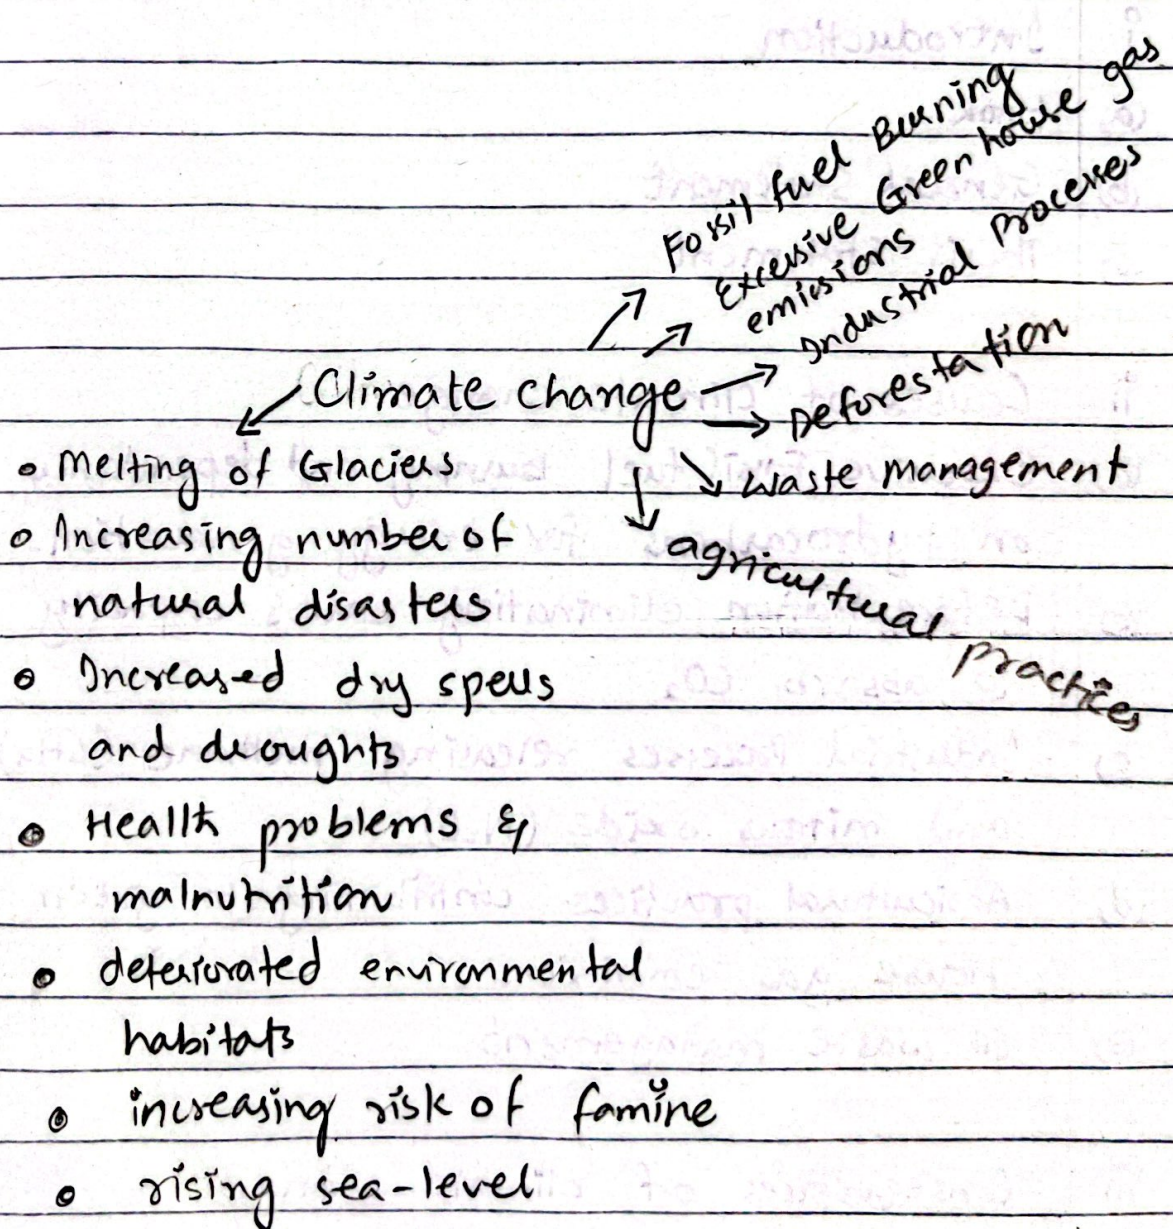 Fossil fuel Burning
Excessive Green house gas
emissions
Industrial Processes
Climate change
Deforestation
waste management
agricultural practices
• Melting of Glaciers
• Increasing number of
natural disasters
• Increased dry spells
and droughts
• Health problems &
malnutrition
• deteriorated environmental
habitats
• increasing risk of famine
• rising sea-level